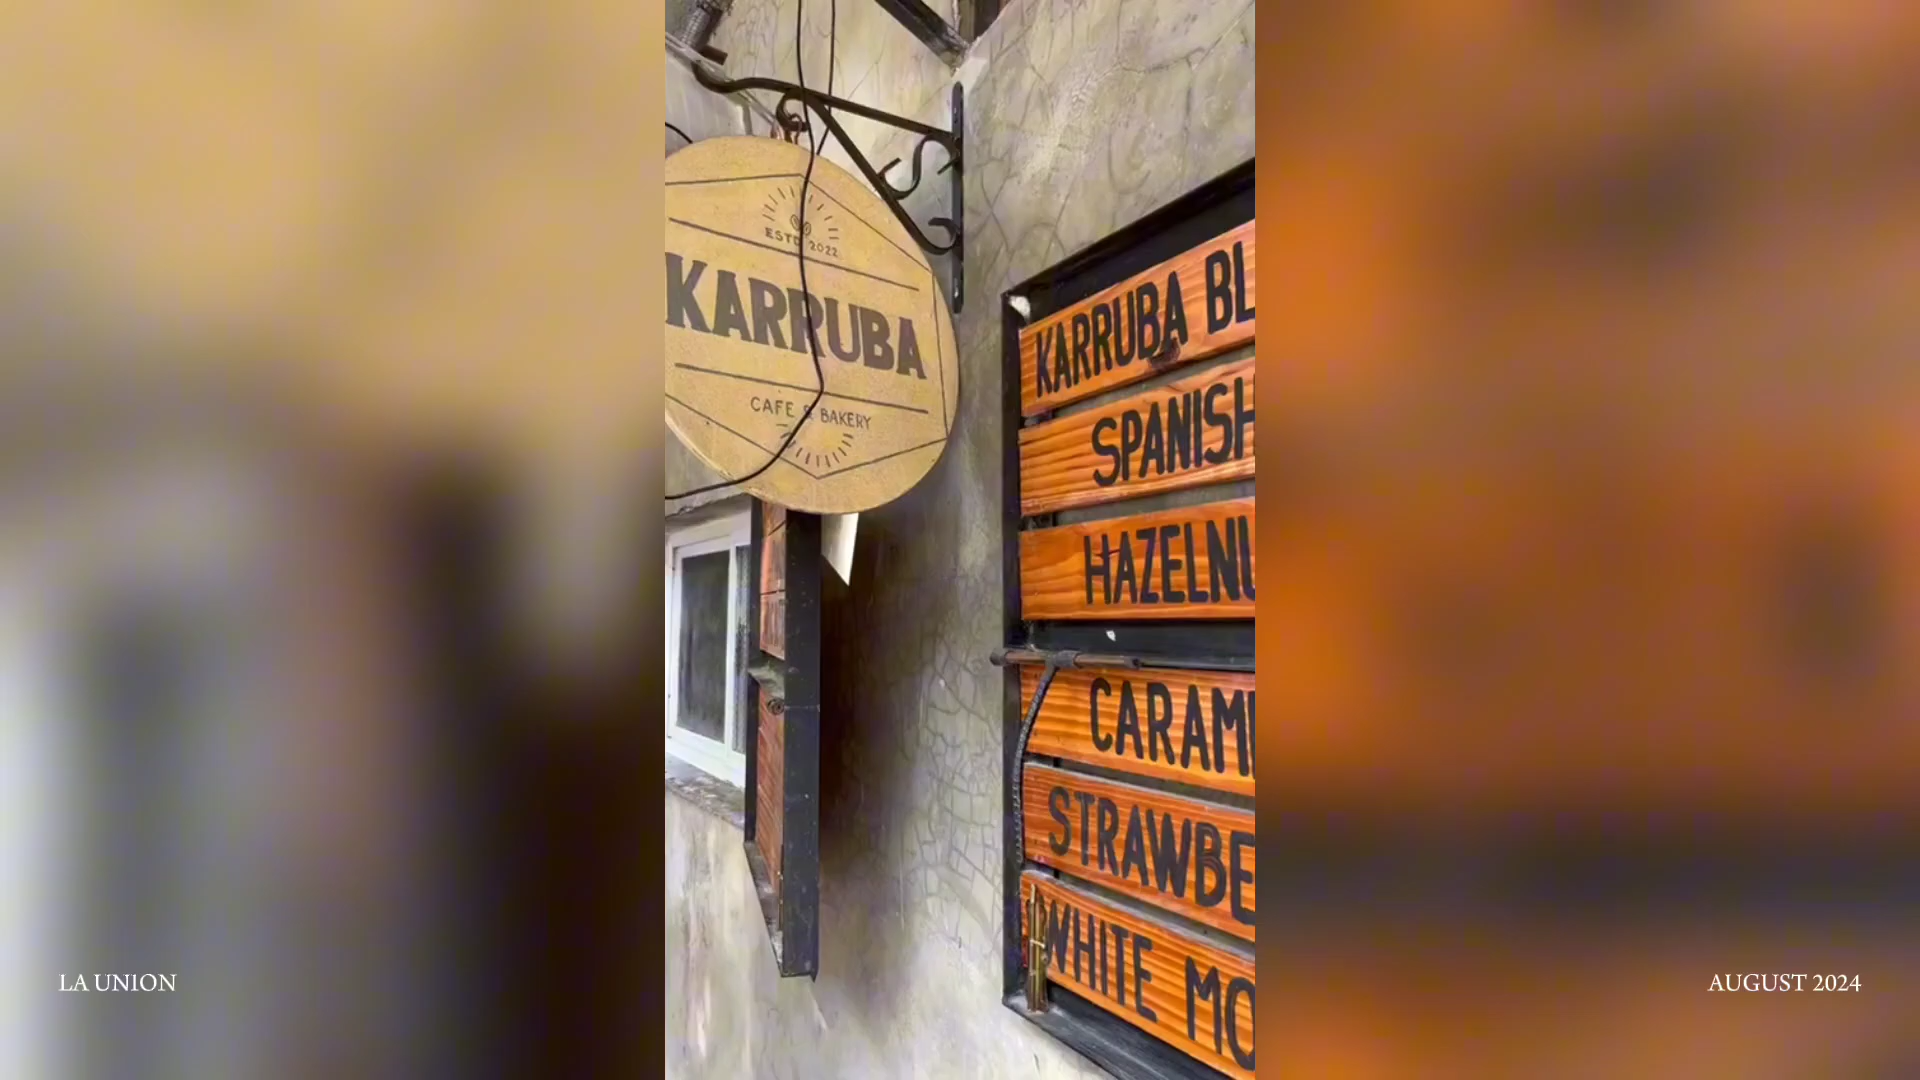 ESTD 2022
KARRUBA
CAFE & BAKERY
KARRUBA BL
SPANISH
HAZELNU
CARAM
STRAWBE
WHITE MO
LA UNION
AUGUST 2024